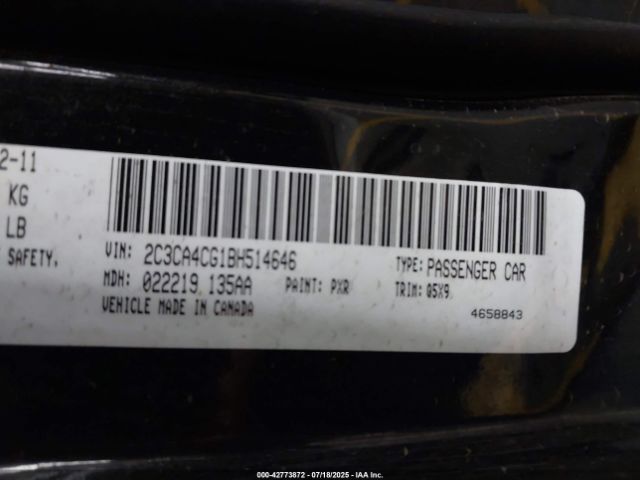 2-11
KG
LB
SAFETY.
VIN: 2C3CA4CG1BH514646
TYPE: PASSENGER CAR
MDH: 022219 135AA
PAINT: PXR
TRIM: Q5X9
VEHICLE MADE IN CANADA
4658843
000-42773872 - 07/18/2025 - IAA Inc.